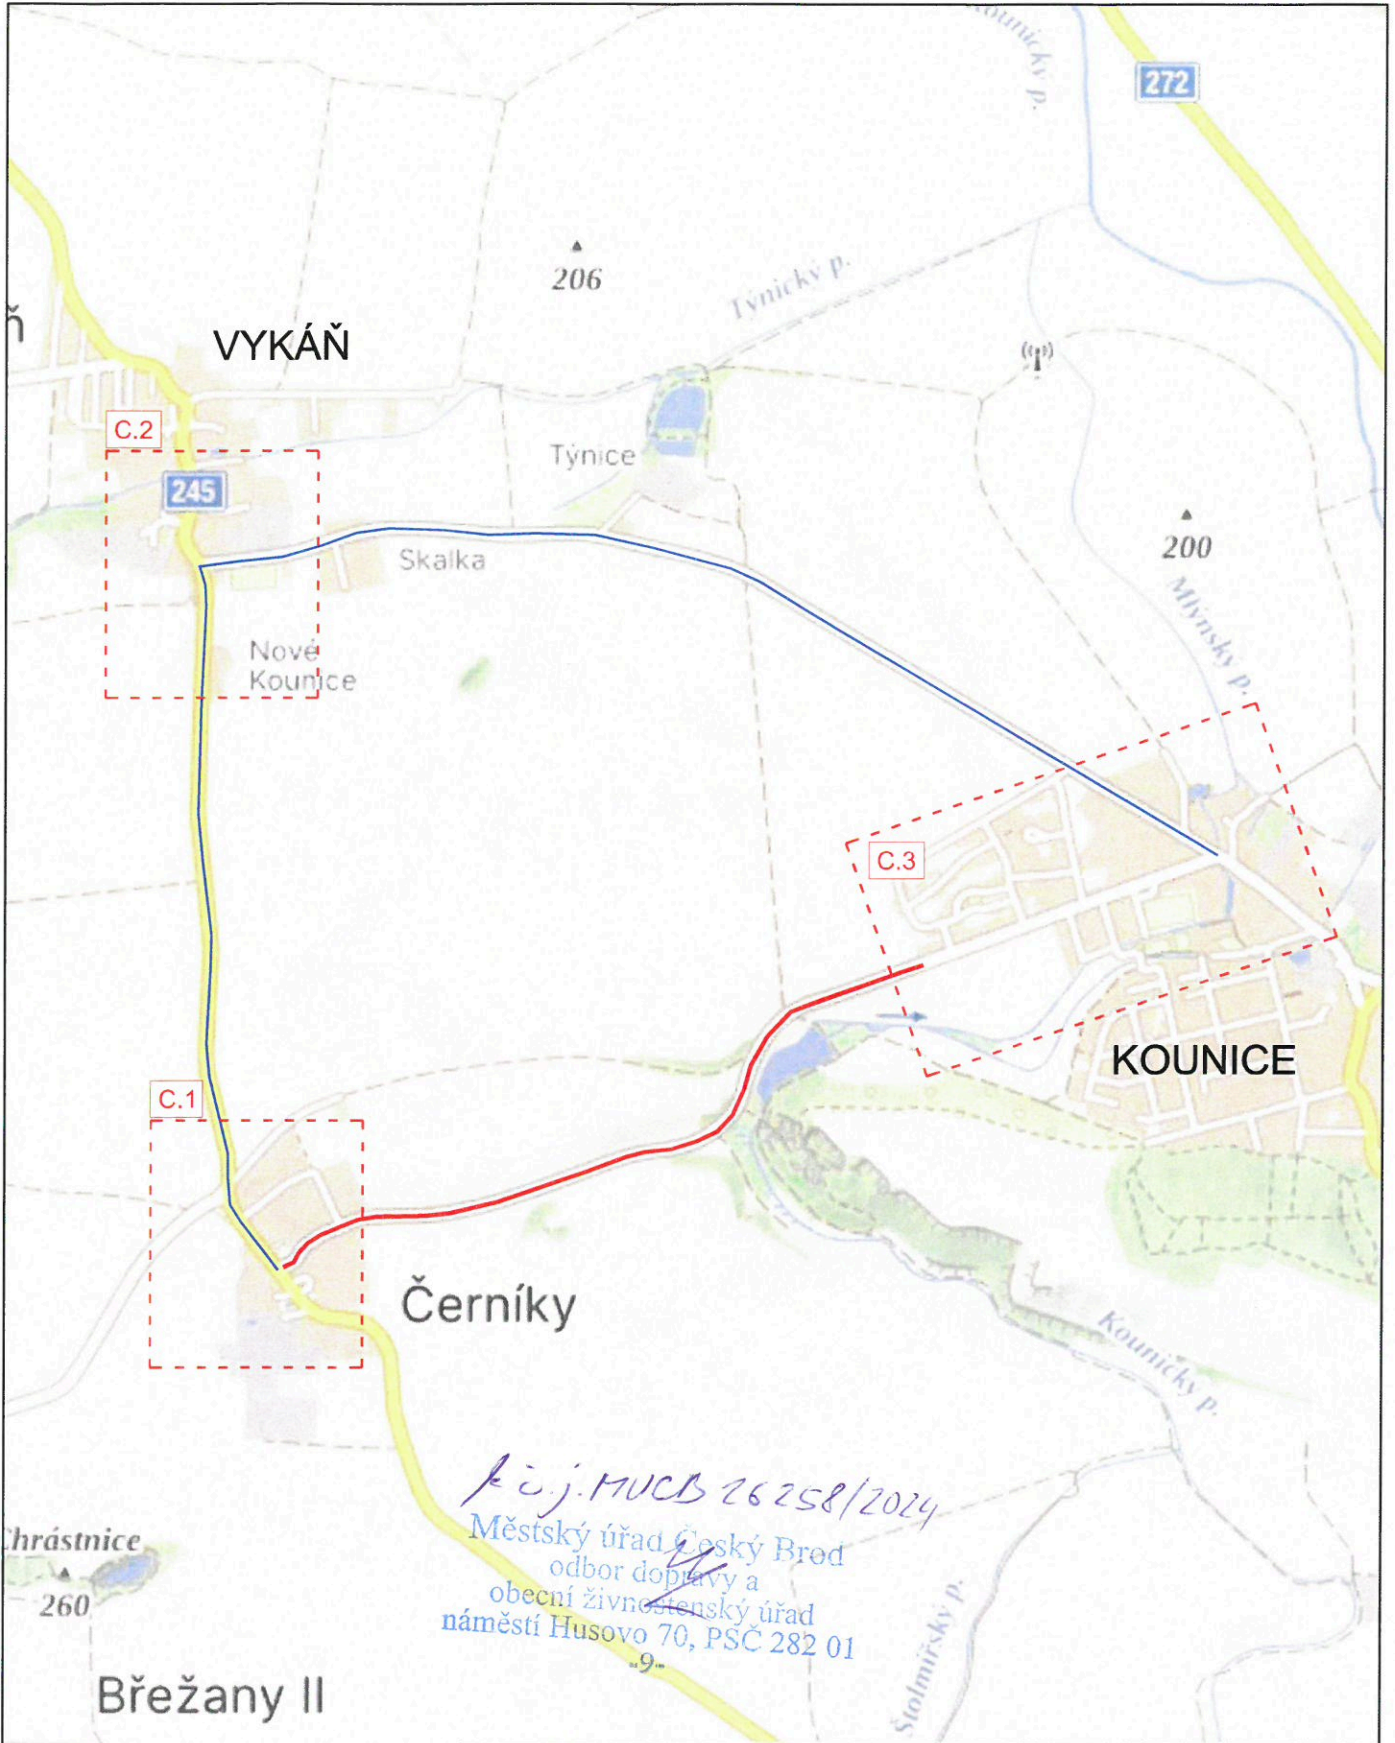 Kounický p.
272
206
Týnický p.
ň
VYKÁŇ
C.2
245
Týnice
Skalka
200
Mlýnský p.
Nové
Kounice
C.3
KOUNICE
C.1
Černíky
Kounický p.
k č.j. MUCB 26258/2024
Městský úřad Český Brod
odbor dopravy a
obecní živnostenský úřad
náměstí Husovo 70, PSČ 282 01
-9-
Chrástnice
260
Štolmířský p.
Břežany II